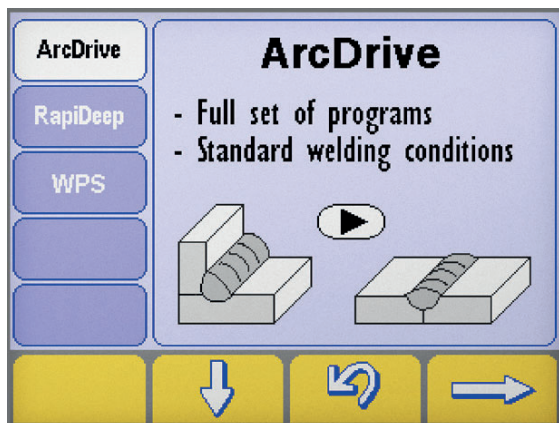 ArcDrive
RapiDeep
WPS
ArcDrive
- Full set of programs
- Standard welding conditions